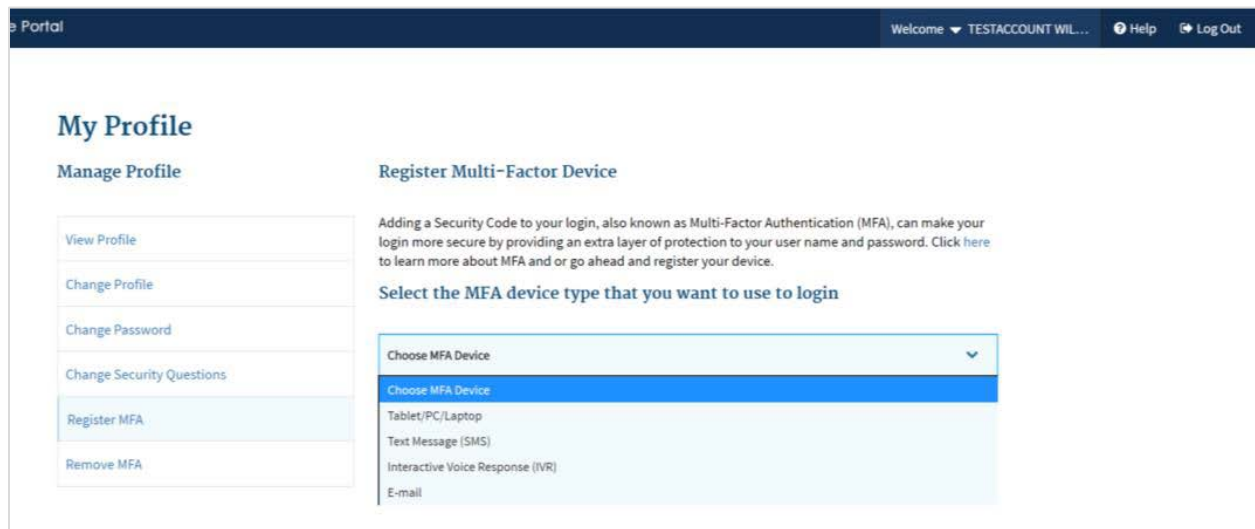 e Portal
Welcome TESTACCOUNT WIL...
Help
Log Out
My Profile
Manage Profile
View Profile
Change Profile
Change Password
Change Security Questions
Register MFA
Remove MFA
Register Multi-Factor Device
Adding a Security Code to your login, also known as Multi-Factor Authentication (MFA), can make your
login more secure by providing an extra layer of protection to your user name and password. Click here
to learn more about MFA and or go ahead and register your device.
Select the MFA device type that you want to use to login
Choose MFA Device
Choose MFA Device
Tablet/PC/Laptop
Text Message (SMS)
Interactive Voice Response (IVR)
E-mail